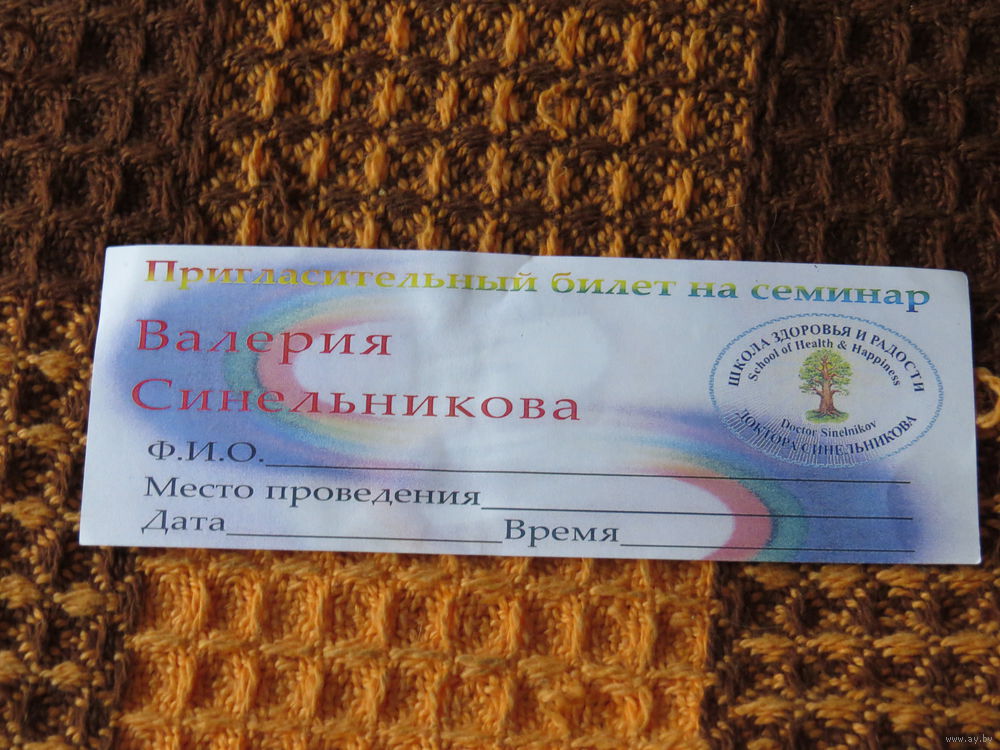 Пригласительный билет на семинар
Валерия
Синельникова
ШКОЛА ЗДОРОВЬЯ И РАДОСТИ
School of Health & Happiness
Doctor Sinelnikov
ДОКТОРА СИНЕЛЬНИКОВА
Ф.И.О.
Место проведения
Дата Время
www.ay.by